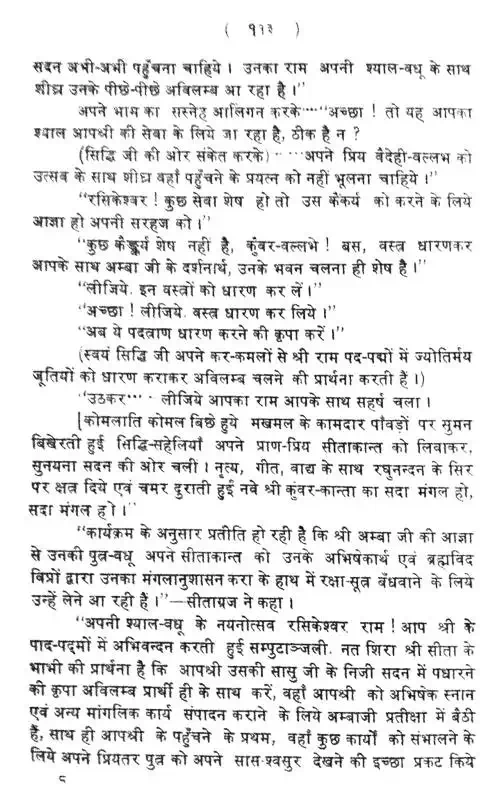 ( ११३ )
सदन अभी-अभी पहुँचना चाहिये । उनका राम अपनी श्याल-वधू के साथ
शीघ्र उनके पीछे-पीछे अविलम्ब आ रहा है ।"
अपने भाम का सस्नेह आलिंगन करके....."अच्छा ! तो यह आपका
श्याल आपश्री की सेवा के लिये जा रहा है, ठीक है न ?
(सिद्धि जी की ओर संकेत करके) .....अपने प्रिय वैदेही-वल्लभ को
उत्सव के साथ शीघ्र वहाँ पहुँचने के प्रयत्न को नहीं भूलना चाहिये ।"
"रसिकेश्वर ! कुछ सेवा शेष हो तो उस कैंकर्य को करने के लिये
आज्ञा हो अपनी सरहज को ।"
"कुछ कैङ्कर्य शेष नहीं है, कुंवर-वल्लभे ! बस, वस्त्र धारणकर
आपके साथ अम्बा जी के दर्शनार्थ, उनके भवन चलना ही शेष है ।"
"लीजिये, इन वस्त्रों को धारण कर लें ।"
"अच्छा ! लीजिये, वस्त्र धारण कर लिये ।"
"अब ये पदत्राण धारण करने की कृपा करें ।"
(स्वयं सिद्धि जी अपने कर-कमलों से श्री राम पद-पद्मों में ज्योतिर्मय
जूतियों को धारण कराकर अविलम्ब चलने की प्रार्थना करती हैं ।)
"उठकर.... लीजिये आपका राम आपके साथ सहर्ष चला ।
[कोमलाति कोमल बिछे हुये मखमल के कामदार पाँवड़ों पर सुमन
बिखेरती हुई सिद्धि-सहेलियाँ अपने प्राण-प्रिय सीताकान्त को लिवाकर,
सुनयना सदन की ओर चली । नृत्य, गीत, वाद्य के साथ रघुनन्दन के सिर
पर क्षत्र दिये एवं चमर दुराती हुई नवे श्री कुंवर-कान्ता का सदा मंगल हो,
सदा मंगल हो ।"
"कार्यक्रम के अनुसार प्रतीति हो रही है कि श्री अम्बा जी की आज्ञा
से उनकी पुत्र-बधू अपने सीताकान्त को उनके अभिषेकार्थ एवं ब्रह्मविद
विप्रों द्वारा उनका मंगलानुशासन करा के हाथ में रक्षा-सूत्र बँधवाने के लिये
उन्हें लेने आ रही है ।"—सीताग्रज ने कहा ।
"अपनी श्याल-वधू के नयनोत्सव रसिकेश्वर राम ! आप श्री के
पाद-पद्मों में अभिवन्दन करती हुई सम्पुटाञ्जली, नत शिरा श्री सीता के
भाभी की प्रार्थना है कि आपश्री उसकी सासु जी के निजी सदन में पधारने
की कृपा अविलम्ब प्रार्थी ही के साथ करें, वहाँ आपश्री को अभिषेक स्नान
एवं अन्य मांगलिक कार्य संपादन कराने के लिये अम्बाजी प्रतीक्षा में बैठी
हैं, साथ ही आपश्री के पहुँचने के प्रथम, वहाँ कुछ कार्यों को संभालने के
लिये अपने प्रियतर पुत्र को अपने सास-श्वसुर देखने की इच्छा प्रकट किये
८